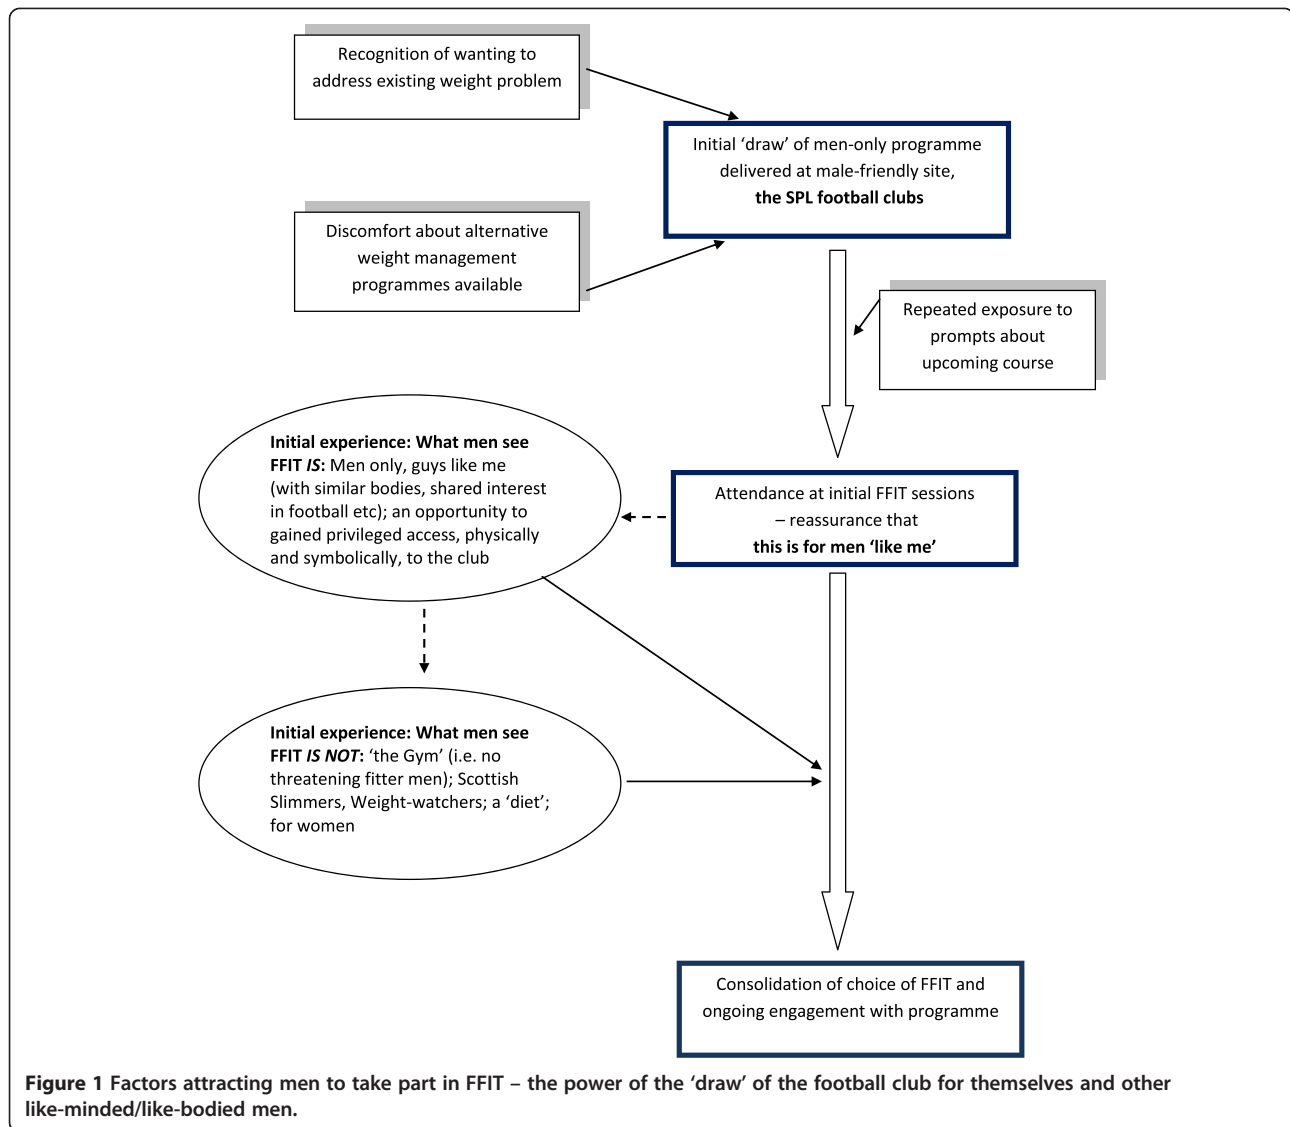 Recognition of wanting to
address existing weight problem
Initial ‘draw’ of men-only programme
delivered at male-friendly site,
the SPL football clubs
Discomfort about alternative
weight management
programmes available
Repeated exposure to
prompts about
upcoming course
Initial experience: What men see
FFIT IS: Men only, guys like me
(with similar bodies, shared interest
in football etc); an opportunity to
gained privileged access, physically
and symbolically, to the club
Attendance at initial FFIT sessions
– reassurance that
this is for men ‘like me’
Initial experience: What men see
FFIT IS NOT: ‘the Gym’ (i.e. no
threatening fitter men); Scottish
Slimmers, Weight-watchers; a ‘diet’;
for women
Consolidation of choice of FFIT and
ongoing engagement with programme
Figure 1 Factors attracting men to take part in FFIT – the power of the ‘draw’ of the football club for themselves and other
like-minded/like-bodied men.